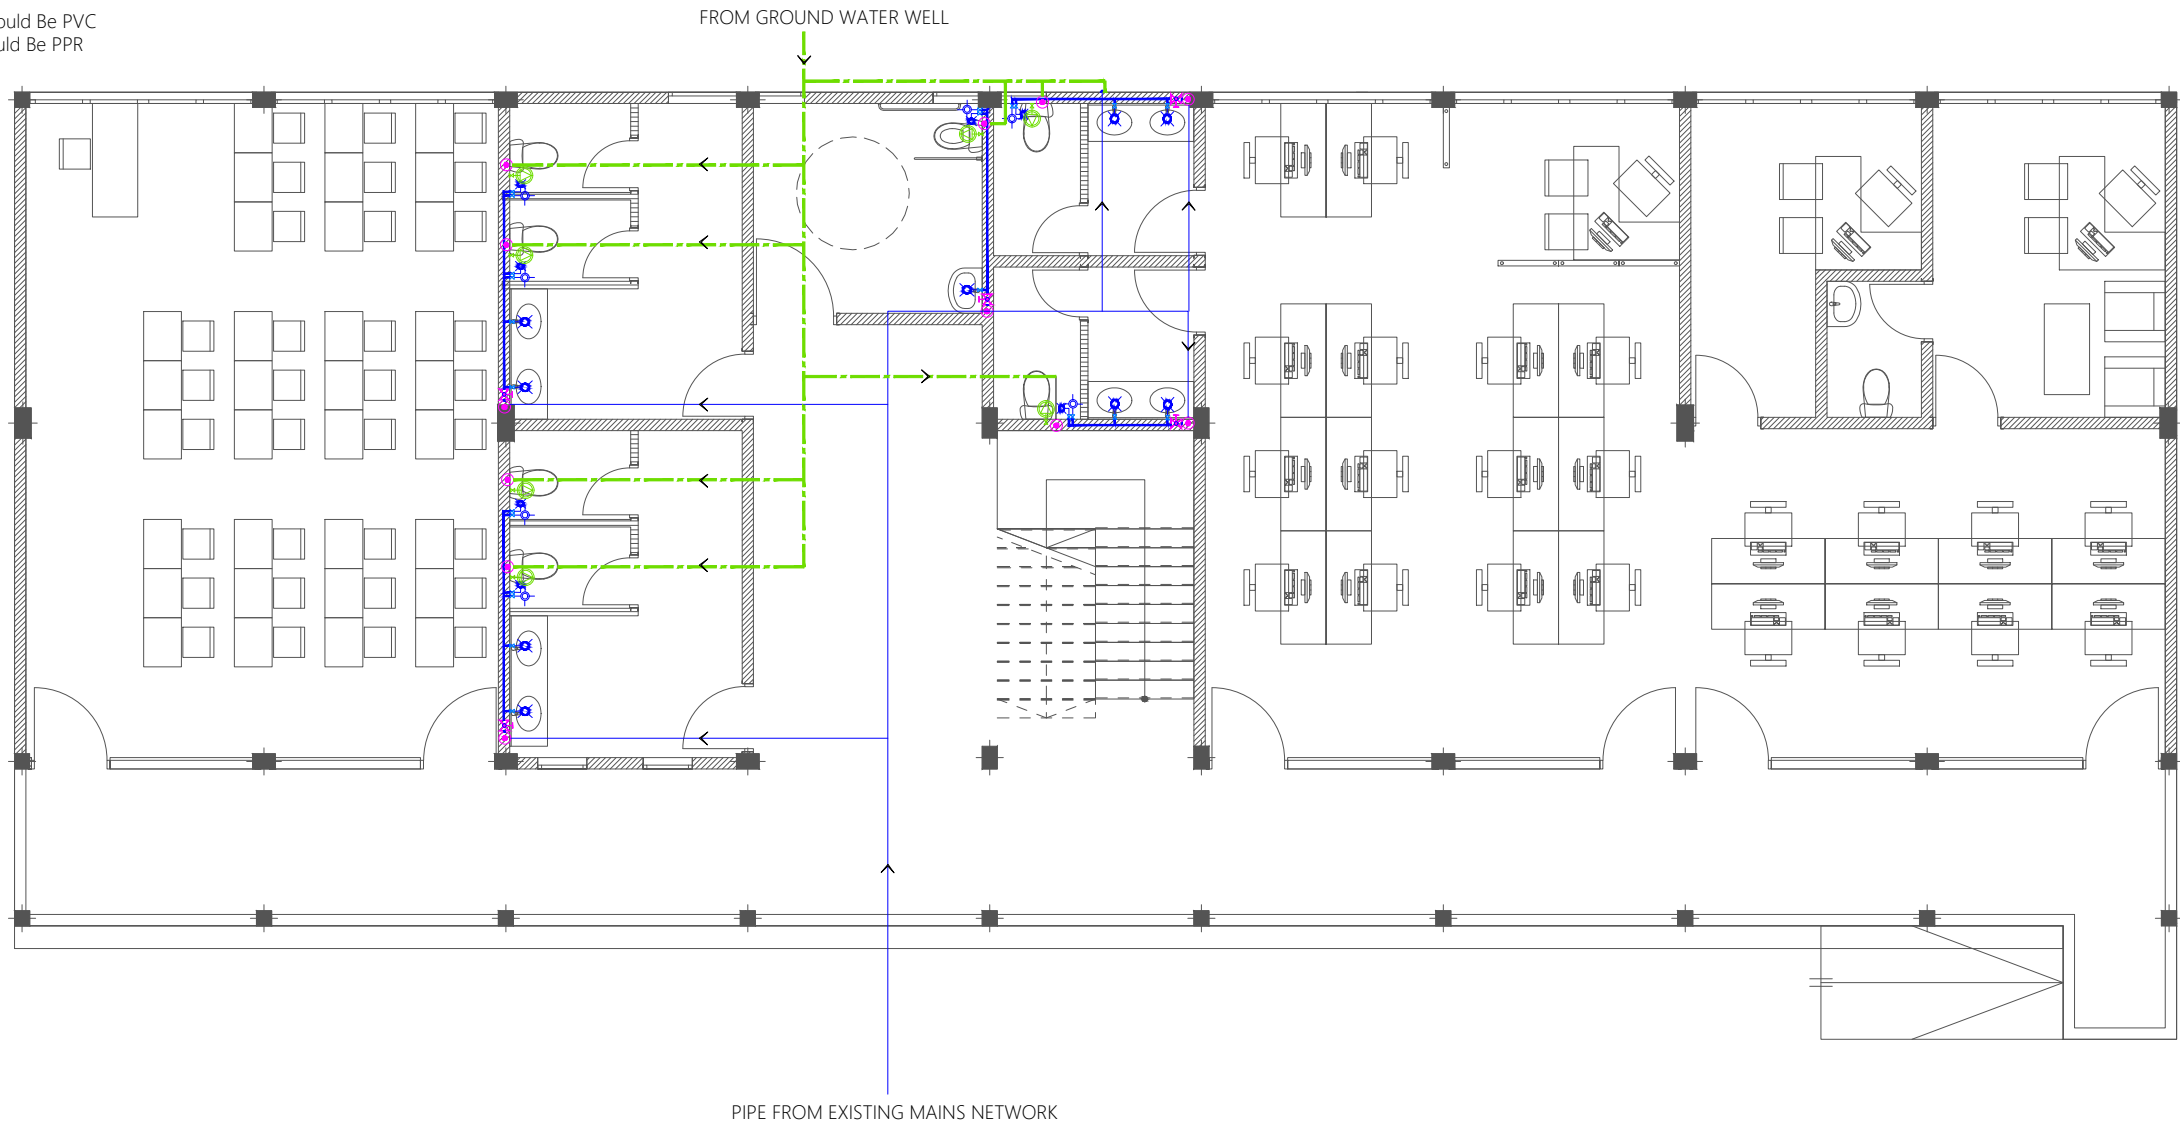 ould Be PVC
uld Be PPR
FROM GROUND WATER WELL
PIPE FROM EXISTING MAINS NETWORK